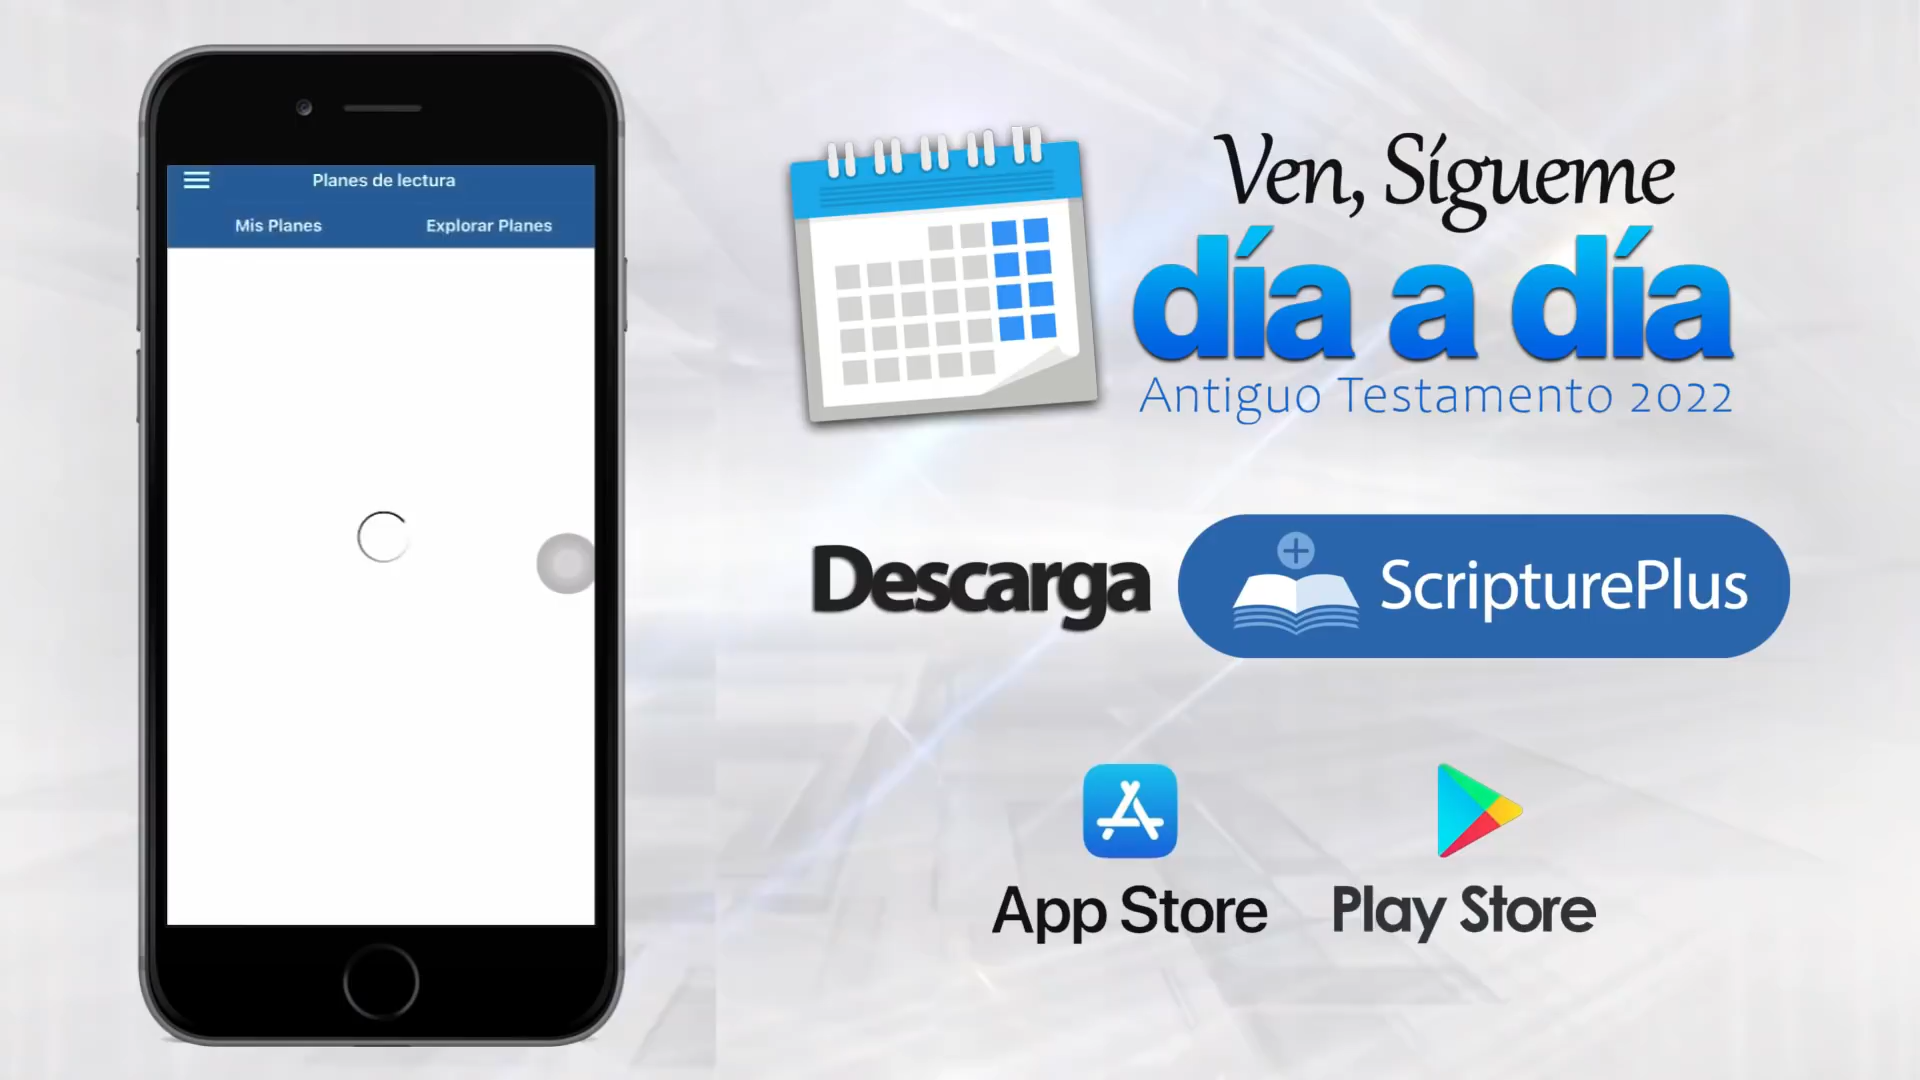 Planes de lectura
Mis Planes
Explorar Planes
Ven, Sígueme
día a día
Antiguo Testamento 2022
Descarga
ScripturePlus
App Store
Play Store